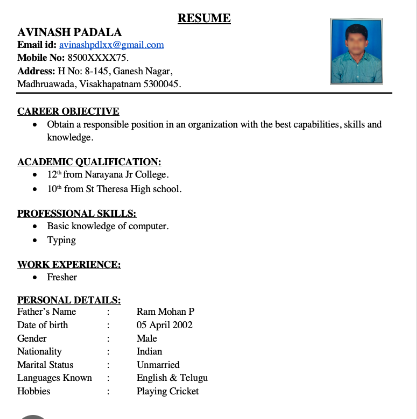 RESUME
AVINASH PADALA
Email id: avinashpdlxx@gmail.com
Mobile No: 8500XXXX75.
Address: H No: 8-145, Ganesh Nagar,
Madhruawada, Visakhapatnam 5300045.
CAREER OBJECTIVE
• Obtain a responsible position in an organization with the best capabilities, skills and
knowledge.
ACADEMIC QUALIFICATION:
• 12th from Narayana Jr College.
• 10th from St Theresa High school.
PROFESSIONAL SKILLS:
• Basic knowledge of computer.
• Typing
WORK EXPERIENCE:
• Fresher
PERSONAL DETAILS:
Father's Name : Ram Mohan P
Date of birth : 05 April 2002
Gender : Male
Nationality : Indian
Marital Status : Unmarried
Languages Known : English & Telugu
Hobbies : Playing Cricket